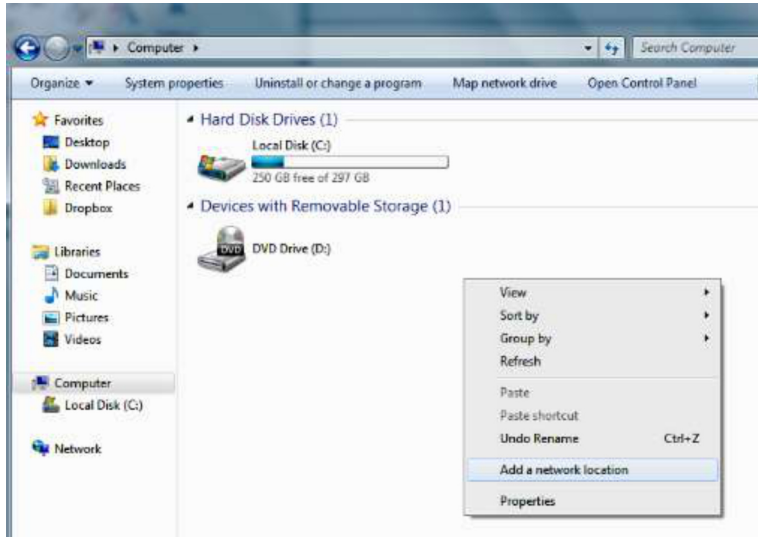 Computer
Search Computer
Organize
System properties
Uninstall or change a program
Map network drive
Open Control Panel
Favorites
Desktop
Downloads
Recent Places
Dropbox
Libraries
Documents
Music
Pictures
Videos
Computer
Local Disk (C:)
Network
Hard Disk Drives (1)
Local Disk (C:)
250 GB free of 297 GB
Devices with Removable Storage (1)
DVD
DVD Drive (D:)
View
Sort by
Group by
Refresh
Paste
Paste shortcut
Undo Rename Ctrl+Z
Add a network location
Properties